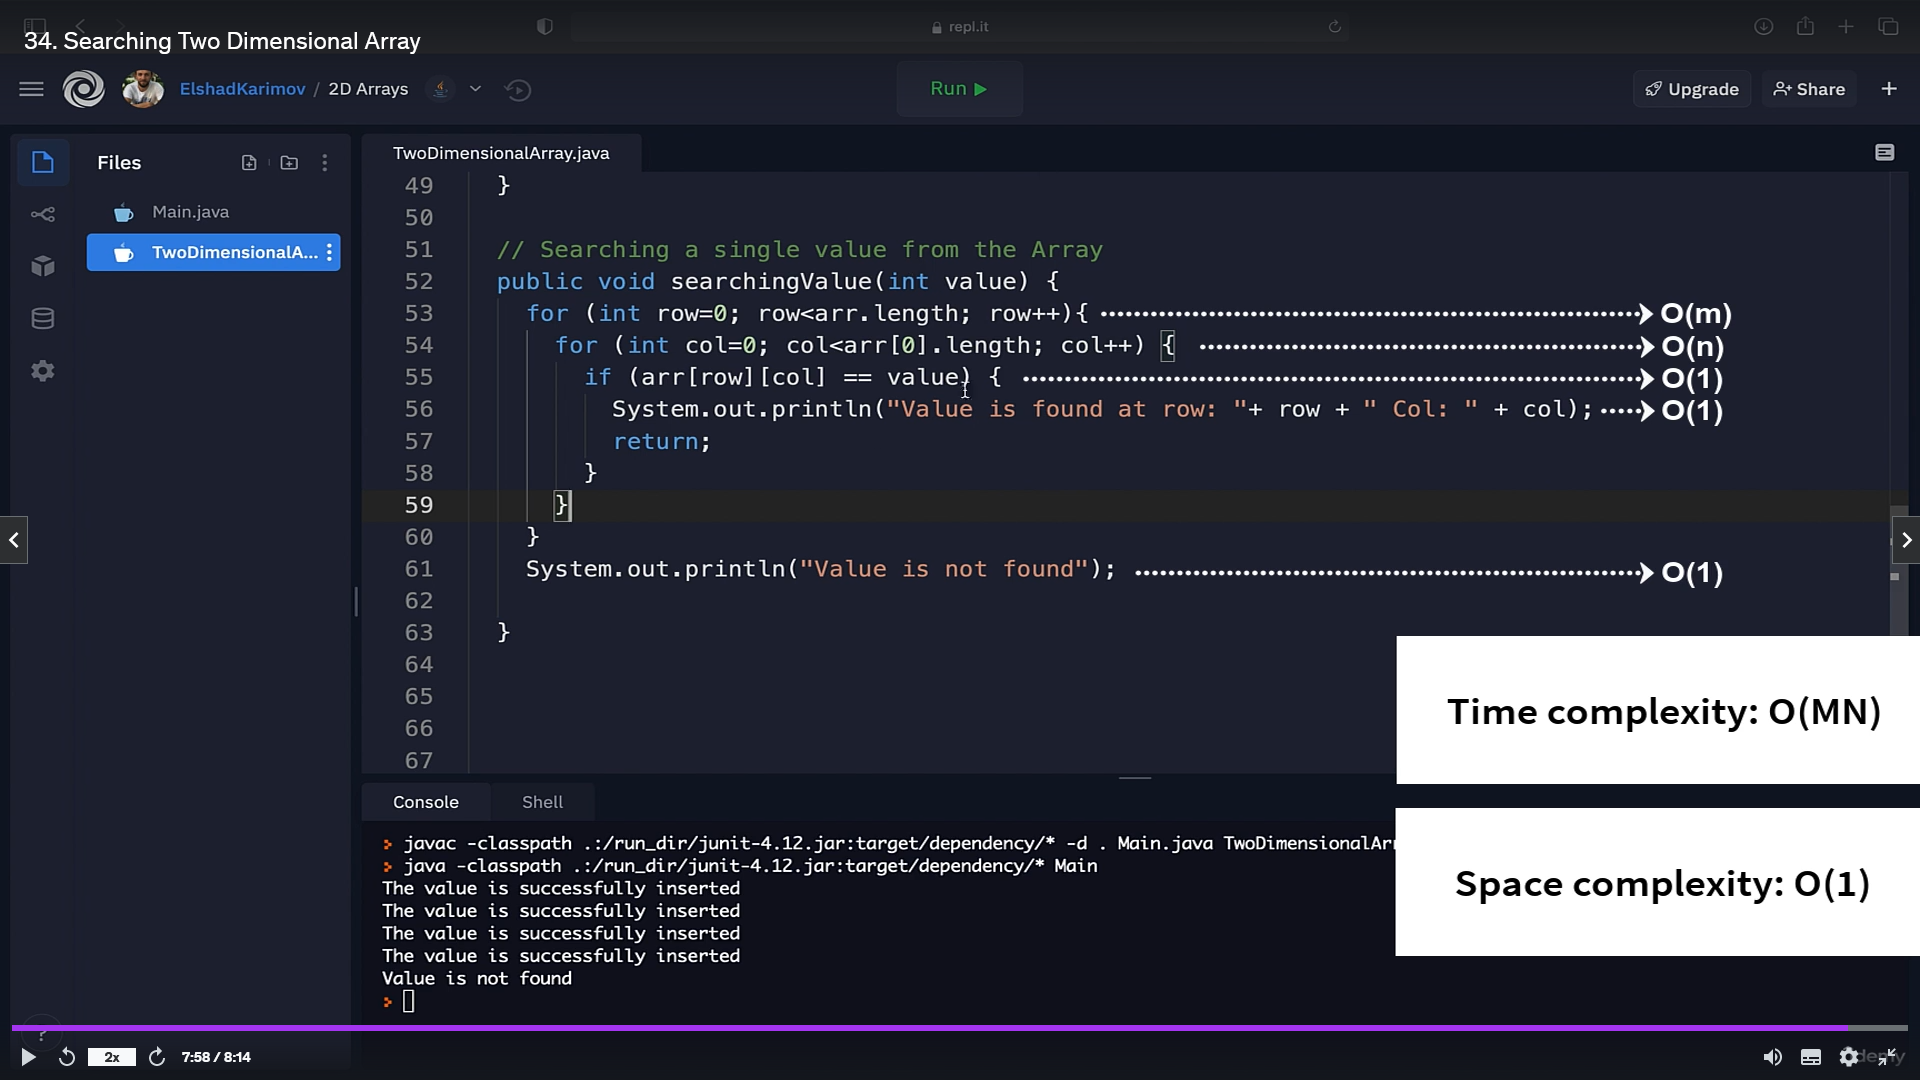 34. Searching Two Dimensional Array
repl.it
ElshadKarimov / 2D Arrays
Run
Upgrade
Share
Files
Main.java
TwoDimensionalA...
TwoDimensionalArray.java
49 }
50
51 // Searching a single value from the Array
52 public void searchingValue(int value) {
53 for (int row=0; row<arr.length; row++){ O(m)
54 for (int col=0; col<arr[0].length; col++) { O(n)
55 if (arr[row][col] == value) { O(1)
56 System.out.println("Value is found at row: "+ row + " Col: " + col); O(1)
57 return;
58 }
59 }
60 }
61 System.out.println("Value is not found"); O(1)
62
63 }
64
65
66
67
Time complexity: O(MN)
Space complexity: O(1)
Console
Shell
> javac -classpath .:/run_dir/junit-4.12.jar:target/dependency/* -d . Main.java TwoDimensionalArr
> java -classpath .:/run_dir/junit-4.12.jar:target/dependency/* Main
The value is successfully inserted
The value is successfully inserted
The value is successfully inserted
The value is successfully inserted
Value is not found
>
?
2x
7:58 / 8:14